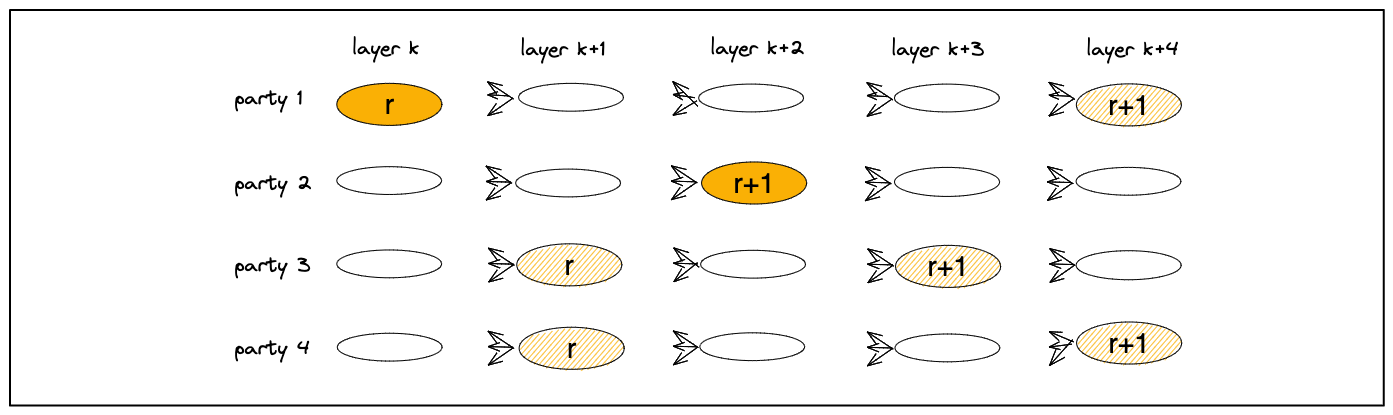 layer k layer k+1 layer k+2 layer k+3 layer k+4
party 1 r r+1
party 2 r+1
party 3 r r+1
party 4 r r+1